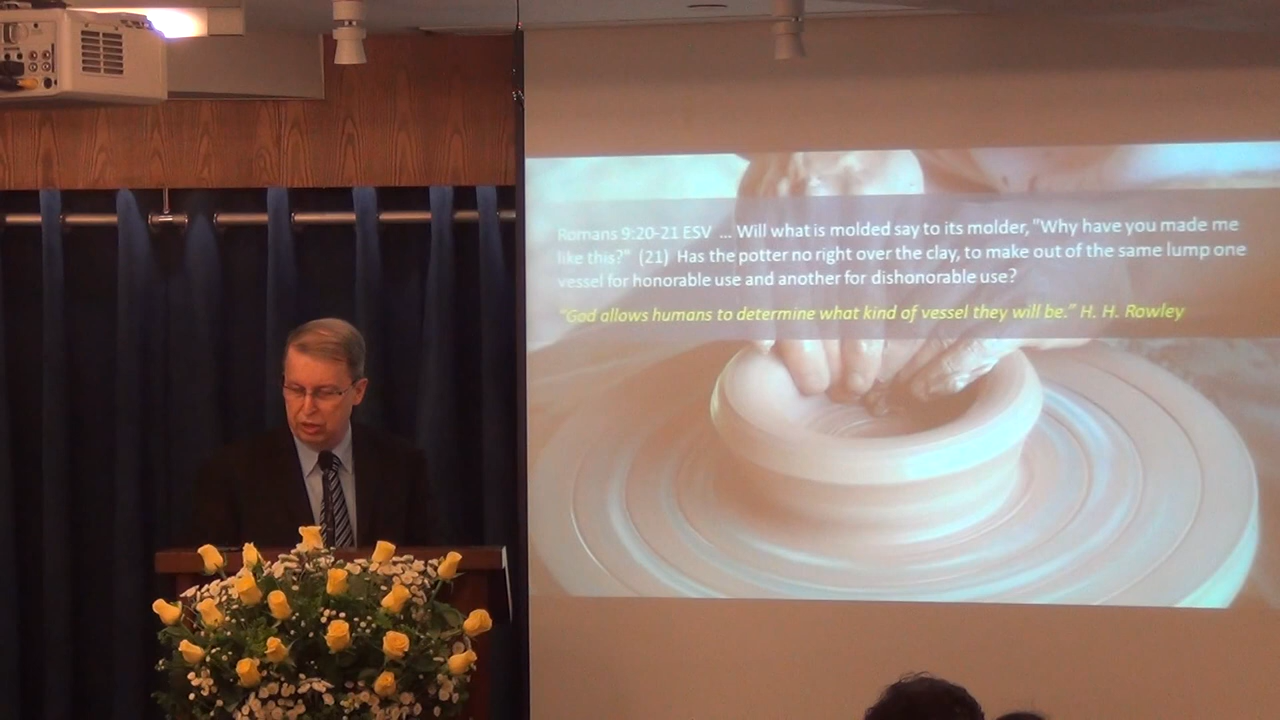 Romans 9:20-21 ESV ... Will what is molded say to its molder, "Why have you made me
like this?" (21) Has the potter no right over the clay, to make out of the same lump one
vessel for honorable use and another for dishonorable use?
"God allows humans to determine what kind of vessel they will be." H. H. Rowley